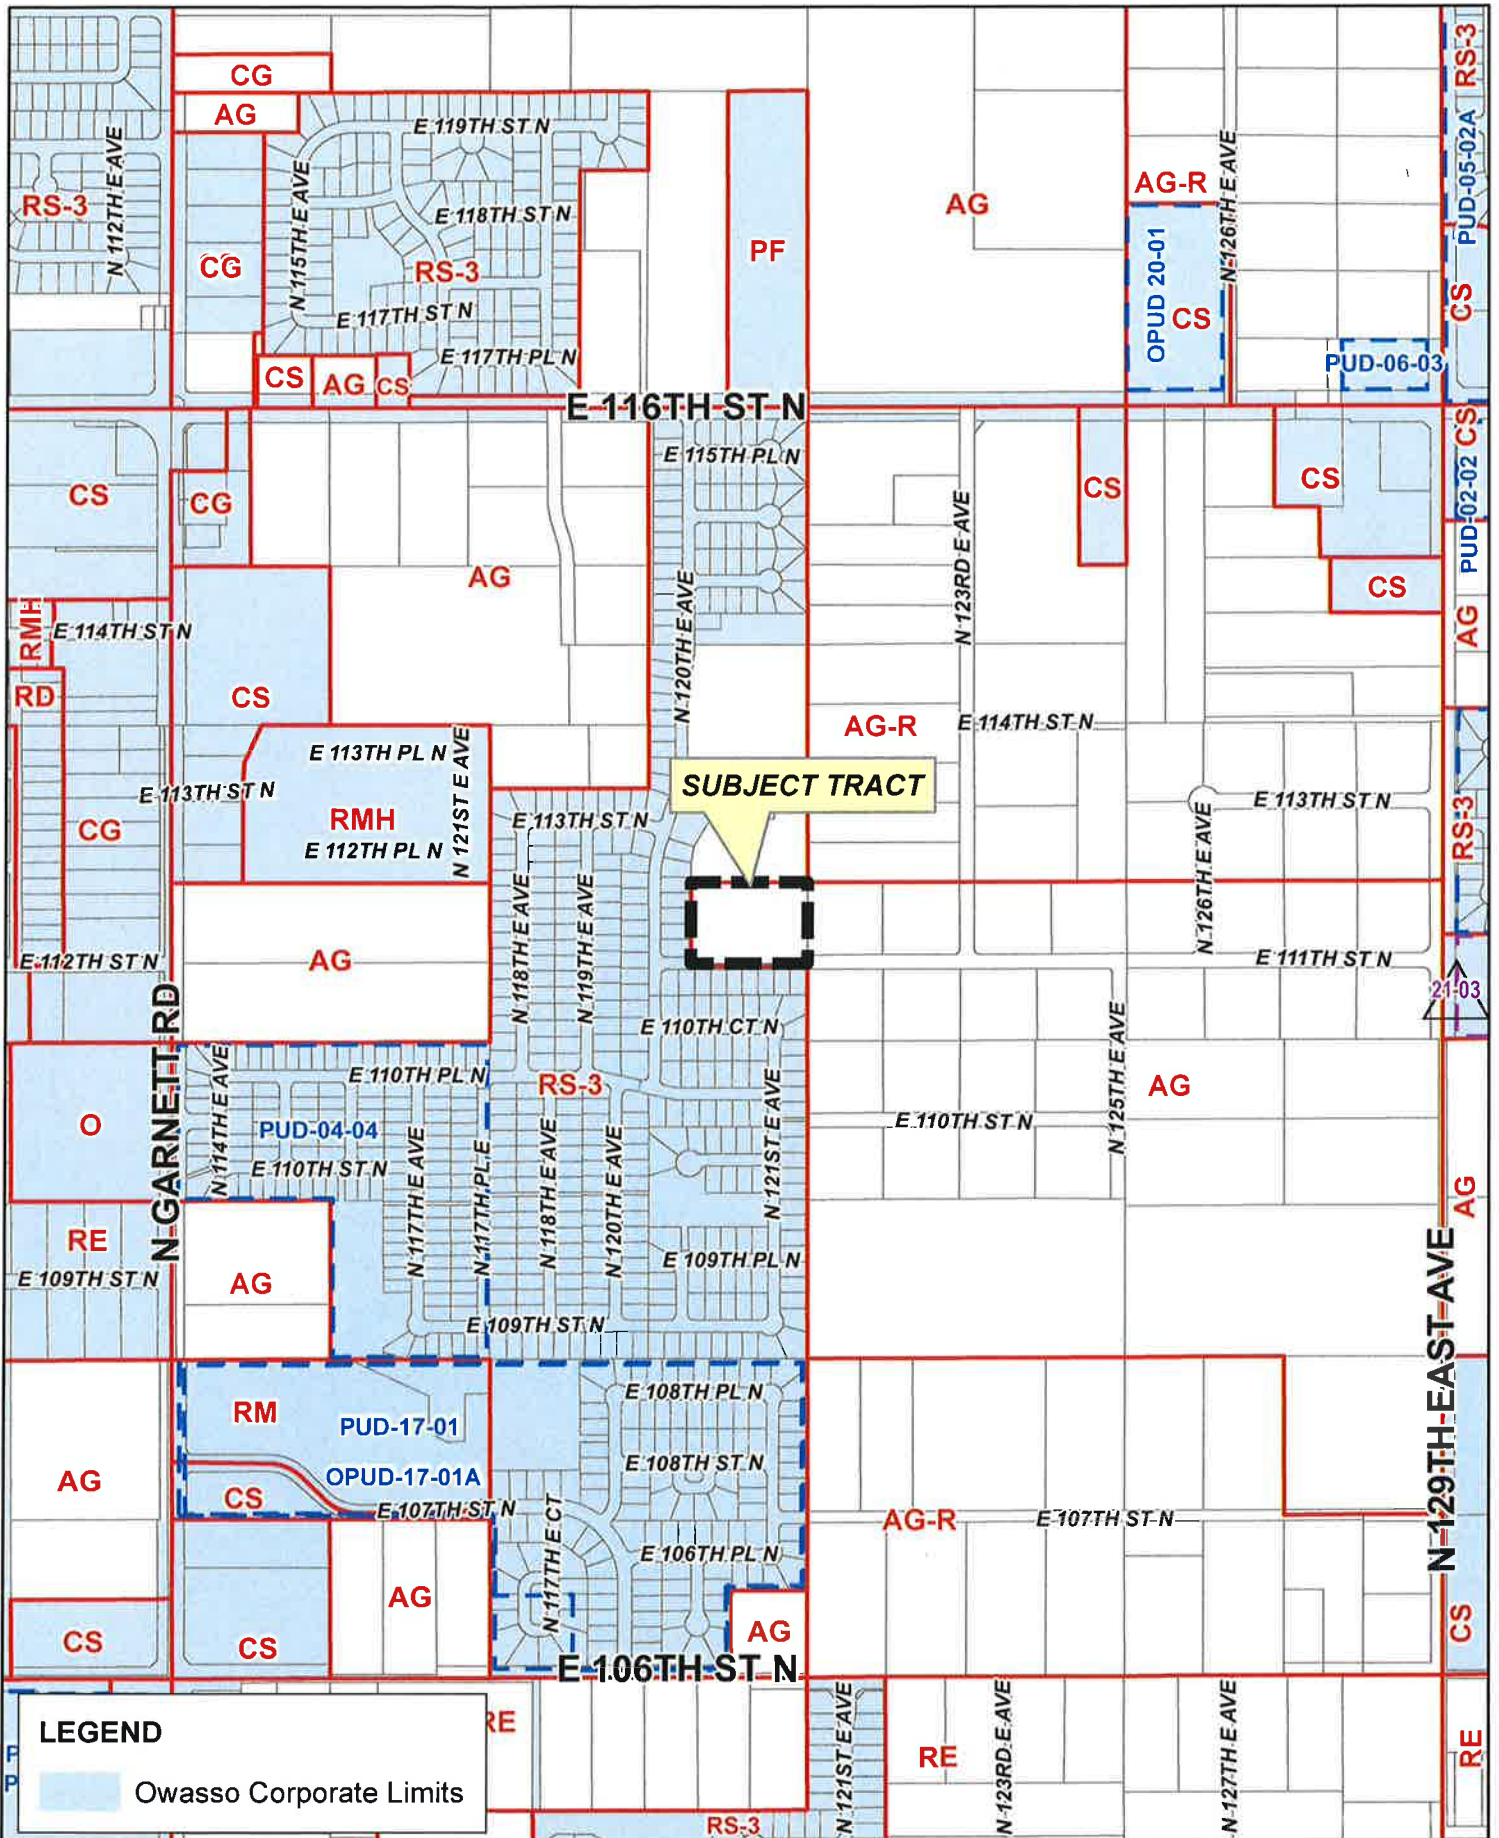 RS-3
CG
AG
E 119TH ST N
N 112TH E AVE
PUD-05-02A
N 126TH E AVE
AG-R
RS-3
N 115TH E AVE
E 118TH ST N
AG
PF
CG
RS-3
OPUD 20-01
CS
CS
E 117TH ST N
E 117TH PL N
PUD-06-03
CS
AG
CS
E 116TH ST N
CS
E 115TH PL N
CS
CG
CS
CS
PUD-02-02
AG
N 123RD E AVE
CS
RMH
E 114TH ST N
N 120TH E AVE
AG
RD
CS
AG-R
E 114TH ST N
E 113TH PL N
N 121ST E AVE
SUBJECT TRACT
E 113TH ST N
E 113TH ST N
RMH
E 113TH ST N
CG
E 112TH PL N
RS-3
N 126TH E AVE
N 118TH E AVE
N 119TH E AVE
E 112TH ST N
AG
E 111TH ST N
21-03
N GARNETT RD
E 110TH CT N
N 125TH E AVE
N 114TH E AVE
E 110TH PL N
RS-3
N 121ST E AVE
AG
O
PUD-04-04
E 110TH ST N
E 110TH ST N
N 117TH E AVE
N 117TH PL E
N 118TH E AVE
N 120TH E AVE
AG
RE
E 109TH PL N
E 109TH ST N
AG
E 109TH ST N
N 129TH EAST AVE
E 108TH PL N
RM
PUD-17-01
E 108TH ST N
AG
OPUD-17-01A
CS
E 107TH ST N
AG-R
E 107TH ST N
N 117TH E CT
E 106TH PL N
AG
CS
CS
AG
CS
E 106TH ST N
LEGEND
Owasso Corporate Limits
P
P
RE
N 121ST E AVE
RE
N 123RD E AVE
N 127TH E AVE
RE
RS-3